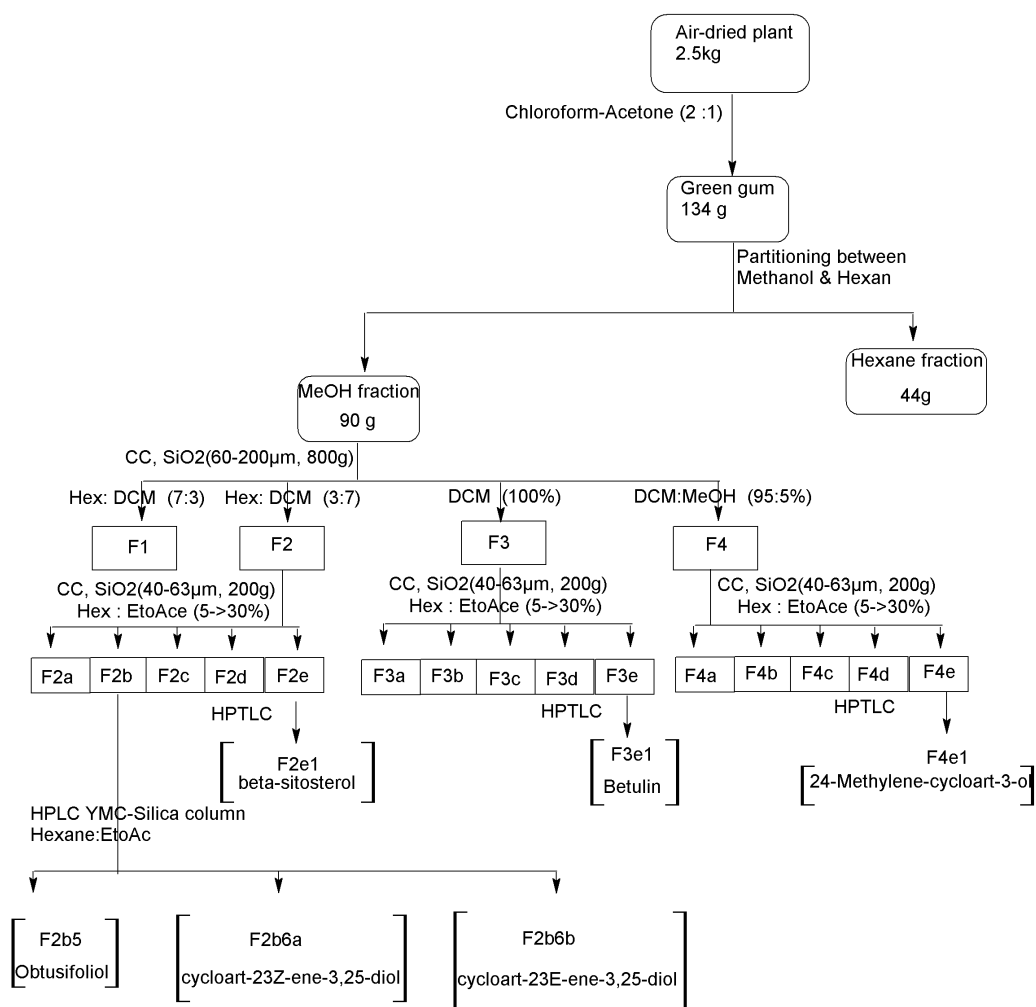 Air-dried plant
2.5kg
Chloroform-Acetone (2 :1)
Green gum
134 g
Partitioning between
Methanol & Hexan
Hexane fraction
44g
MeOH fraction
90 g
CC, SiO2(60-200µm, 800g)
Hex: DCM (7:3)
Hex: DCM (3:7)
DCM (100%)
DCM:MeOH (95:5%)
F1
F2
F3
F4
CC, SiO2(40-63µm, 200g)
Hex : EtoAce (5->30%)
CC, SiO2(40-63µm, 200g)
Hex : EtoAce (5->30%)
CC, SiO2(40-63µm, 200g)
Hex : EtoAce (5->30%)
F2a
F2b
F2c
F2d
F2e
F3a
F3b
F3c
F3d
F3e
F4a
F4b
F4c
F4d
F4e
HPTLC
HPTLC
HPTLC
F2e1
beta-sitosterol
F3e1
Betulin
F4e1
24-Methylene-cycloart-3-ol
HPLC YMC-Silica column
Hexane:EtoAc
F2b5
Obtusifoliol
F2b6a
cycloart-23Z-ene-3,25-diol
F2b6b
cycloart-23E-ene-3,25-diol